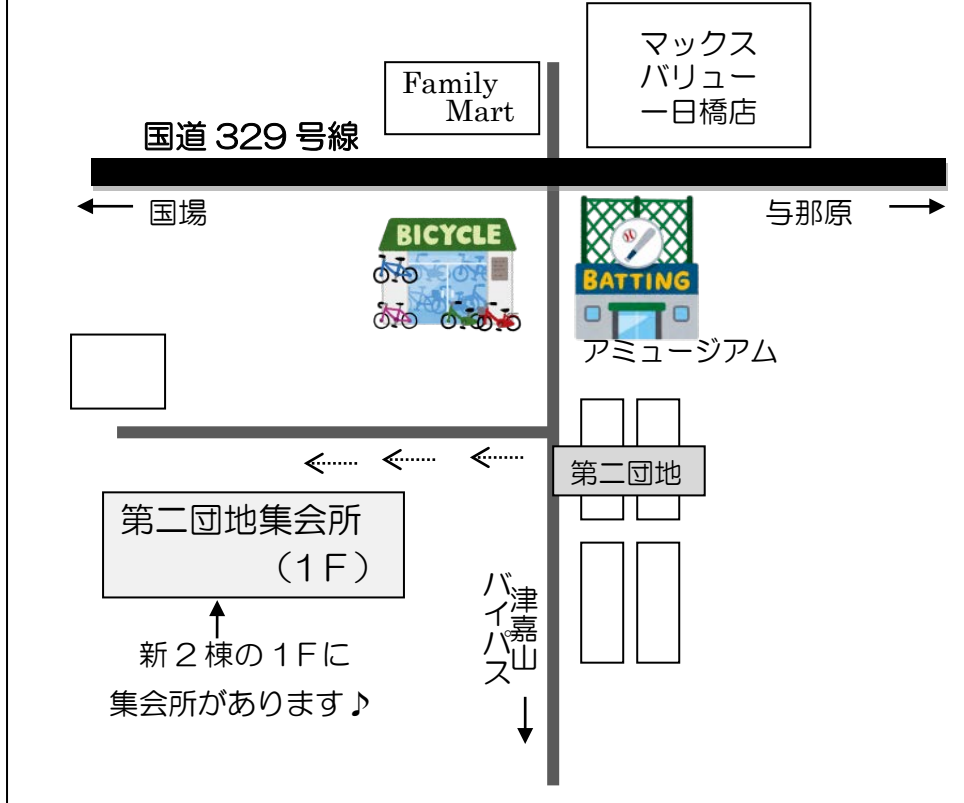 マックス
バリュー
一日橋店
Family
Mart
国道 329 号線
国場
与那原
BICYCLE
BATTING
アミュージアム
第二団地
第二団地集会所
（1Ｆ）
津嘉山
バイパス
新２棟の 1Ｆに
集会所があります♪